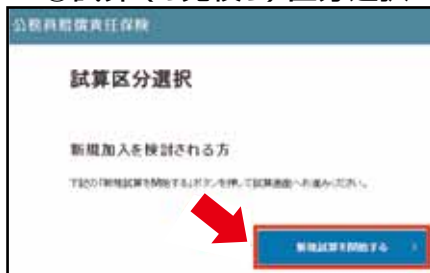 公務員賠償責任保険
試算区分選択
新規加入を検討される方
下記の「新規試算を開始する」ボタンを押して試算画面へお進みください。
新規試算を開始する